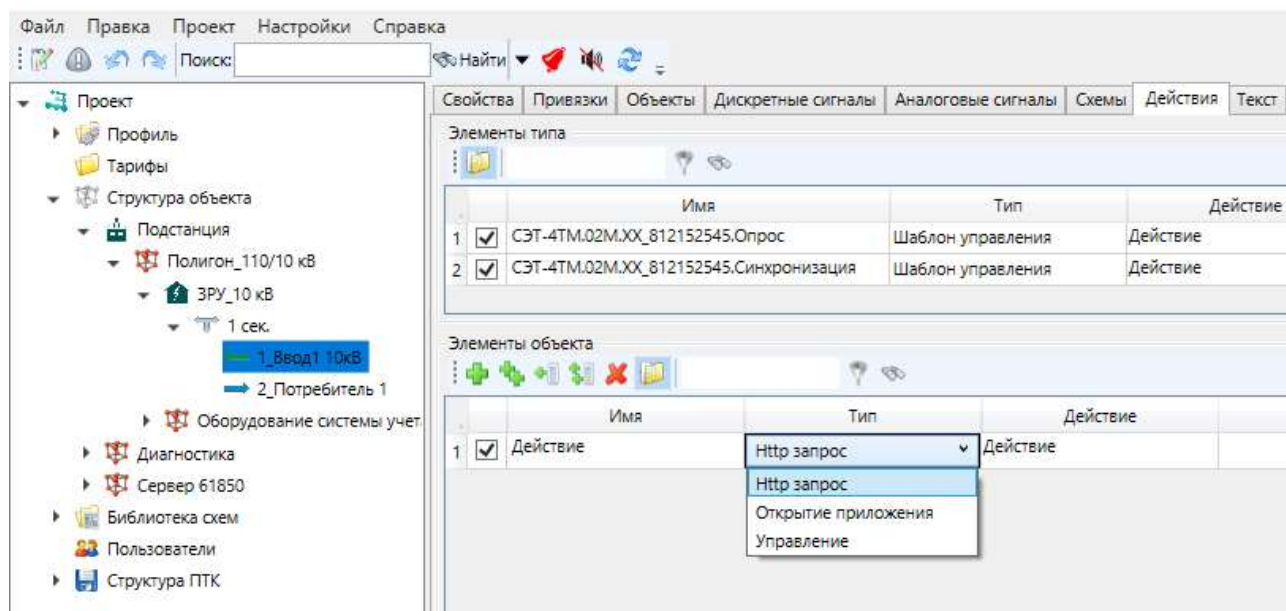 Файл Правка Проект Настройки Справка
Поиск: Найти
Проект
Профиль
Тарифы
Структура объекта
Подстанция
Полигон_110/10 кВ
ЗРУ_10 кВ
1 сек.
1_Ввод1 10кВ
2_Потребитель 1
Оборудование системы учет
Диагностика
Сервер 61850
Библиотека схем
Пользователи
Структура ПТК
Свойства Привязки Объекты Дискретные сигналы Аналоговые сигналы Схемы Действия Текст
Элементы типа
Имя Тип Действие
1 СЭТ-4ТМ.02М.XX_812152545.Опрос Шаблон управления Действие
2 СЭТ-4ТМ.02М.XX_812152545.Синхронизация Шаблон управления Действие
Элементы объекта
Имя Тип Действие
1 Действие Http запрос Действие
Http запрос
Открытие приложения
Управление